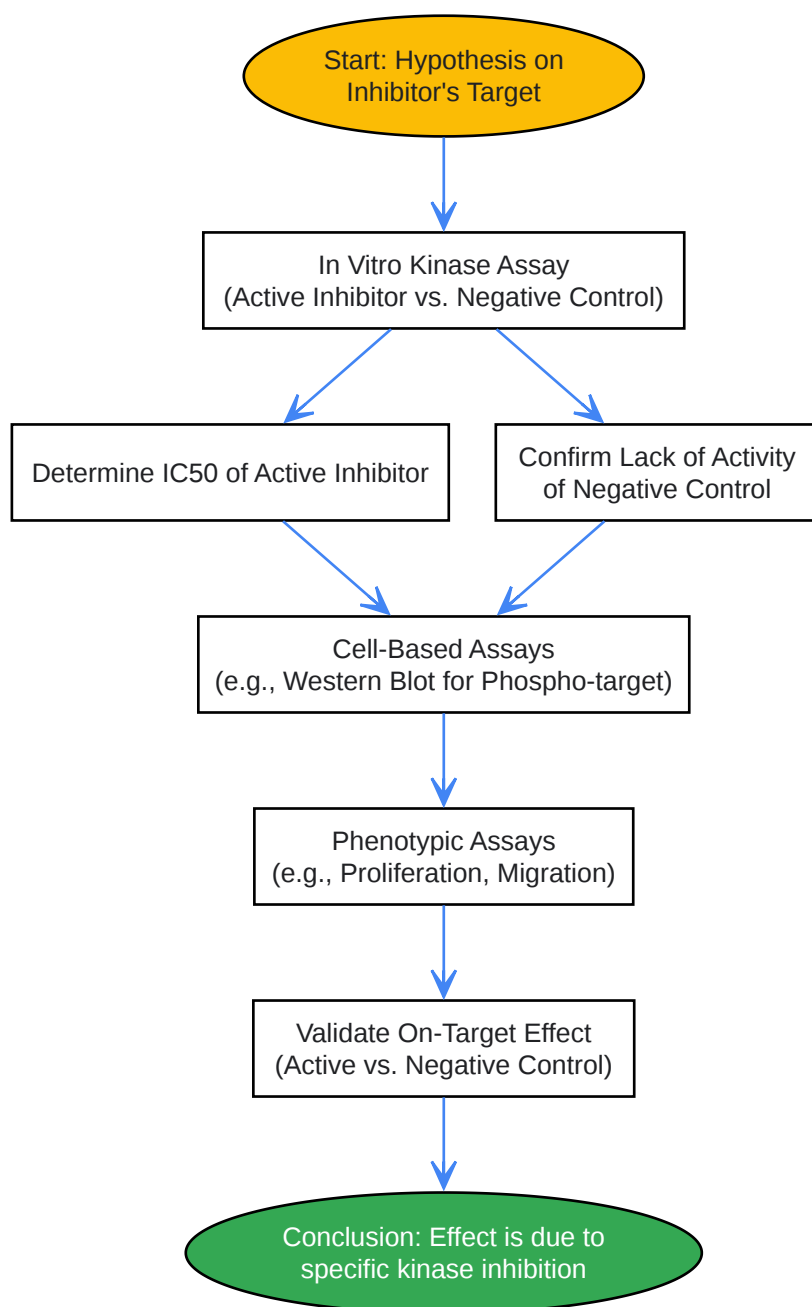 Start: Hypothesis on
Inhibitor's Target
In Vitro Kinase Assay
(Active Inhibitor vs. Negative Control)
Determine IC50 of Active Inhibitor
Confirm Lack of Activity
of Negative Control
Cell-Based Assays
(e.g., Western Blot for Phospho-target)
Phenotypic Assays
(e.g., Proliferation, Migration)
Validate On-Target Effect
(Active vs. Negative Control)
Conclusion: Effect is due to
specific kinase inhibition